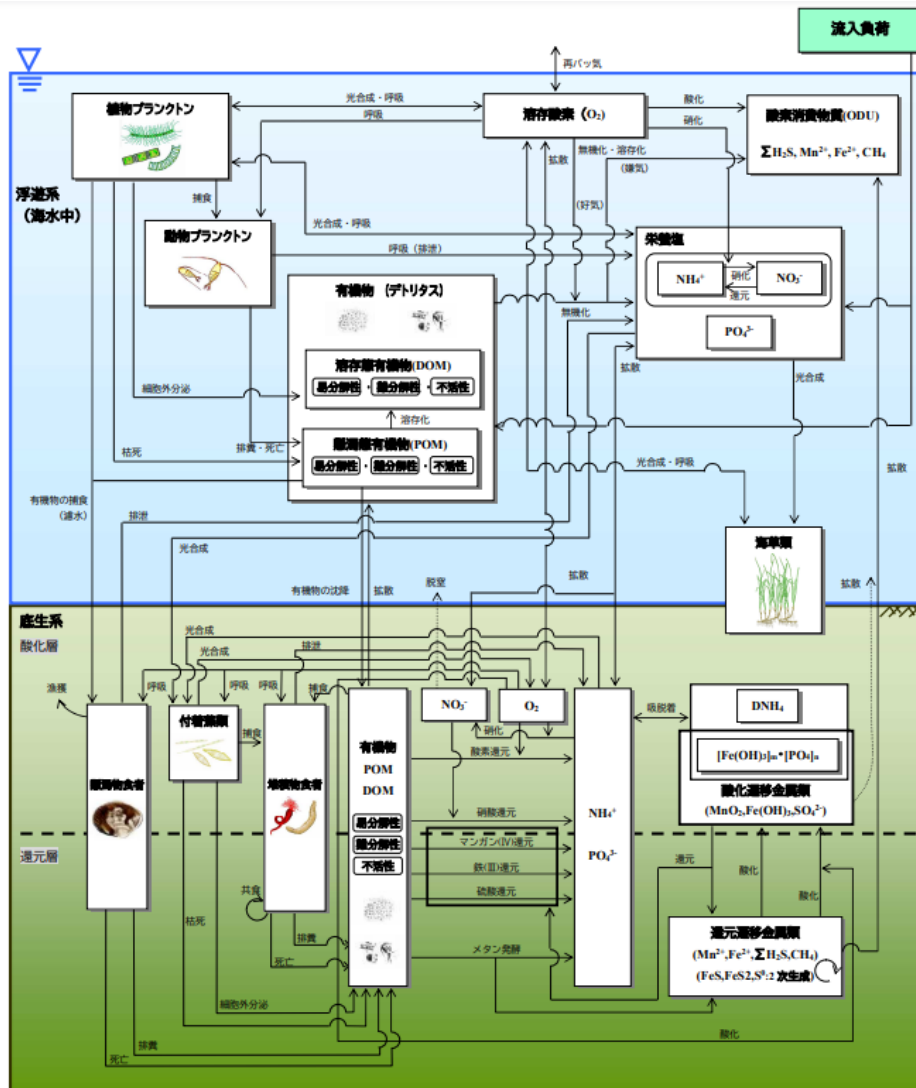 流入負荷
再バッ気
植物プランクトン
光合成・呼吸
呼吸
溶存酸素（O₂）
酸化
硝化
酸素消費物質(ODU)
ΣH₂S, Mn²⁺, Fe²⁺, CH₄
拡散
無機化・溶存化
(嫌気)
(好気)
浮遊系
（海水中）
捕食
光合成・呼吸
動物プランクトン
呼吸（排泄）
栄養塩
NH₄⁺
硝化
還元
NO₃⁻
PO₄³⁻
有機物 （デトリタス）
無機化
拡散
光合成
溶存態有機物(DOM)
易分解性・難分解性・不活性
細胞外分泌
溶存化
懸濁態有機物(POM)
易分解性・難分解性・不活性
枯死
排糞・死亡
光合成・呼吸
拡散
有機物の捕食
(濾水)
排泄
光合成
海草類
有機物の沈降
拡散
脱窒
拡散
拡散
底生系
酸化層
光合成
光合成
排泄
漁獲
呼吸
呼吸
呼吸
捕食
NO₃⁻
O₂
硝化
吸脱着
DNH₄
[Fe(OH)₃]ₘ•[PO₄]ₙ
酸化遷移金属類
(MnO₂,Fe(OH)₃,SO₄²⁻)
懸濁物食者
付着藻類
捕食
堆積物食者
有機物
POM
DOM
易分解性
難分解性
不活性
酸素還元
硝酸還元
マンガン(IV)還元
鉄(III)還元
硫酸還元
メタン発酵
NH₄⁺
PO₄³⁻
還元層
還元
酸化
酸化
共食
枯死
排糞
死亡
還元遷移金属類
(Mn²⁺,Fe²⁺,ΣH₂S,CH₄)
(FeS,FeS2,S⁰:2 次生成)
細胞外分泌
酸化
排糞
死亡